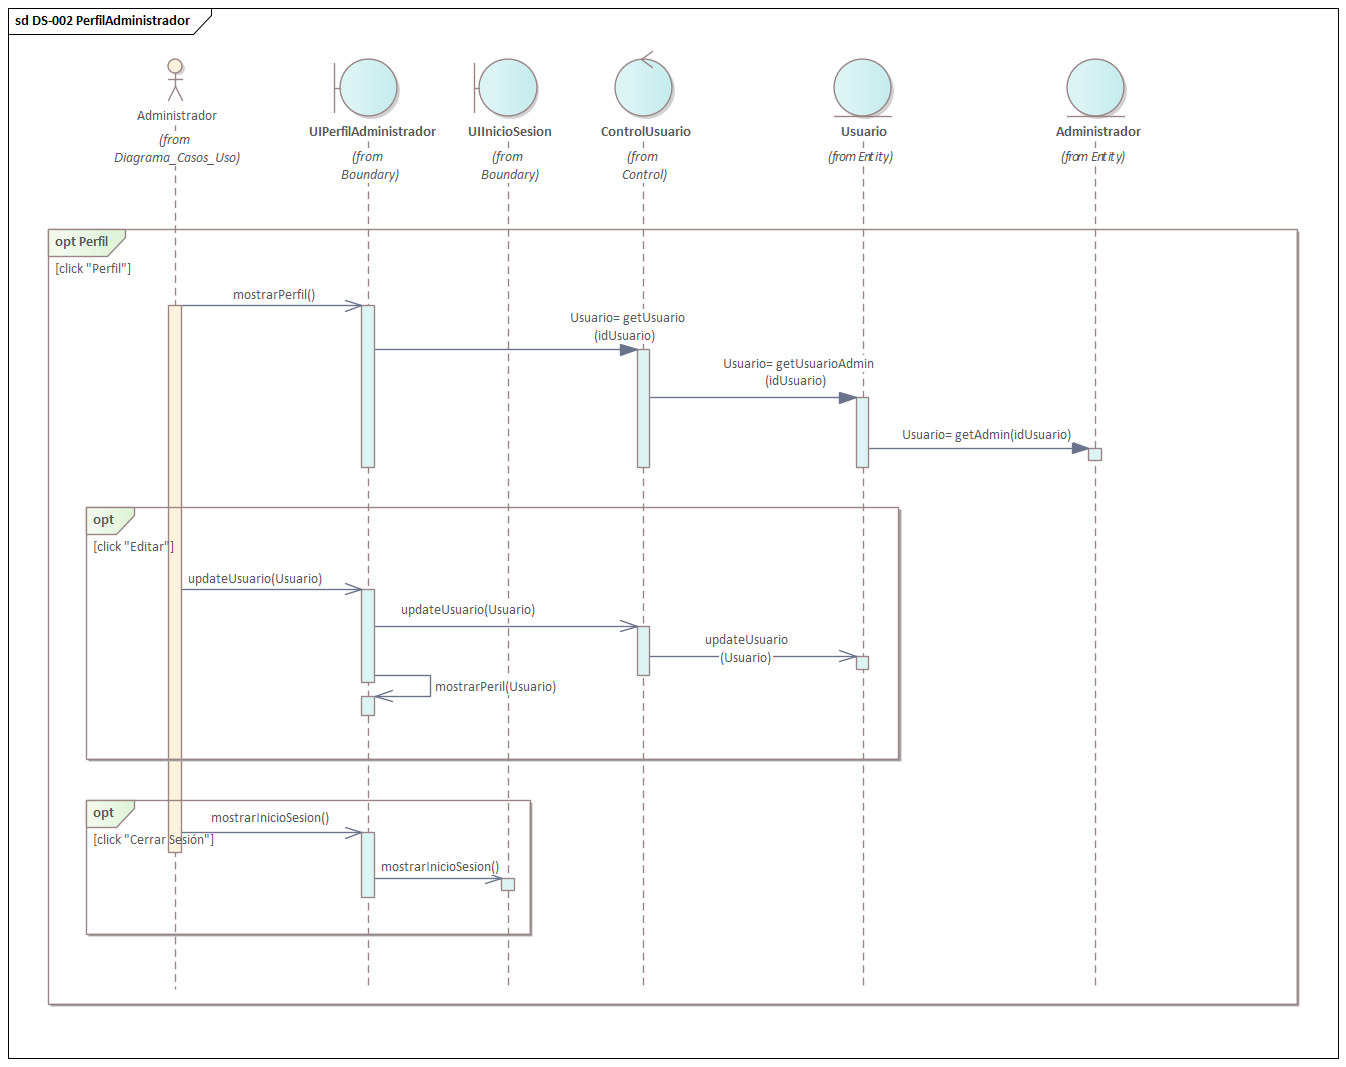 sd DS-002 PerfilAdministrador
Administrador
(from
Diagrama_Casos_Uso)
UIPerfilAdministrador
(from
Boundary)
UIInicioSesion
(from
Boundary)
ControlUsuario
(from
Control)
Usuario
(from Entity)
Administrador
(from Entity)
opt Perfil
[click "Perfil"]
mostrarPerfil()
Usuario= getUsuario
(idUsuario)
Usuario= getUsuarioAdmin
(idUsuario)
Usuario= getAdmin(idUsuario)
opt
[click "Editar"]
updateUsuario(Usuario)
updateUsuario(Usuario)
updateUsuario
(Usuario)
mostrarPeril(Usuario)
opt
[click "Cerrar Sesión"]
mostrarInicioSesion()
mostrarInicioSesion()